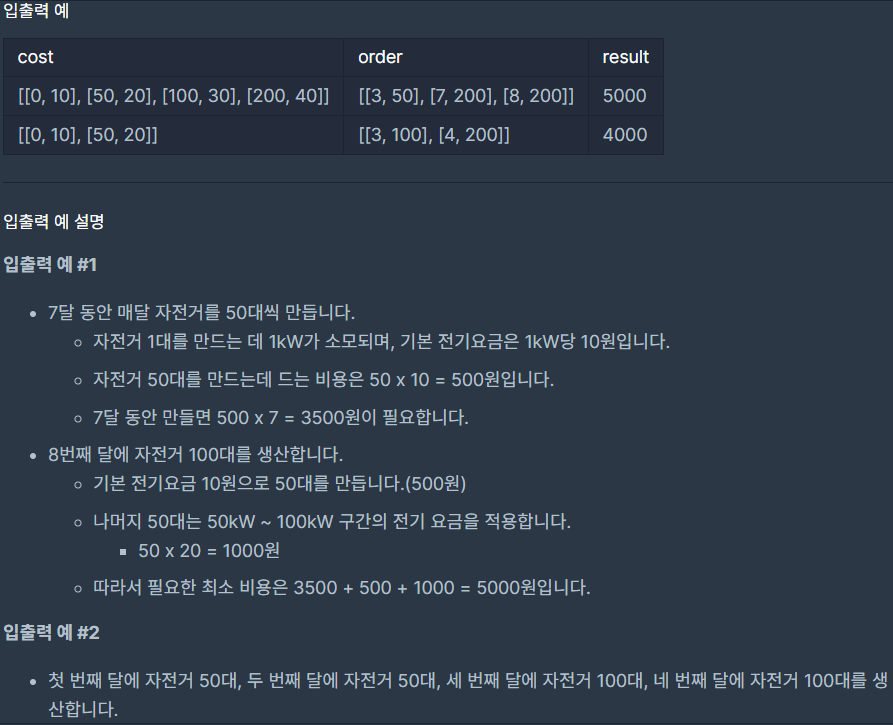 입출력 예
cost order result
[[0, 10], [50, 20], [100, 30], [200, 40]] [[3, 50], [7, 200], [8, 200]] 5000
[[0, 10], [50, 20]] [[3, 100], [4, 200]] 4000
입출력 예 설명
입출력 예 #1
• 7달 동안 매달 자전거를 50대씩 만듭니다.
◦ 자전거 1대를 만드는 데 1kW가 소모되며, 기본 전기요금은 1kW당 10원입니다.
◦ 자전거 50대를 만드는데 드는 비용은 50 x 10 = 500원입니다.
◦ 7달 동안 만들면 500 x 7 = 3500원이 필요합니다.
• 8번째 달에 자전거 100대를 생산합니다.
◦ 기본 전기요금 10원으로 50대를 만듭니다.(500원)
◦ 나머지 50대는 50kW ~ 100kW 구간의 전기 요금을 적용합니다.
▪ 50 x 20 = 1000원
◦ 따라서 필요한 최소 비용은 3500 + 500 + 1000 = 5000원입니다.
입출력 예 #2
• 첫 번째 달에 자전거 50대, 두 번째 달에 자전거 50대, 세 번째 달에 자전거 100대, 네 번째 달에 자전거 100대를 생
산합니다.